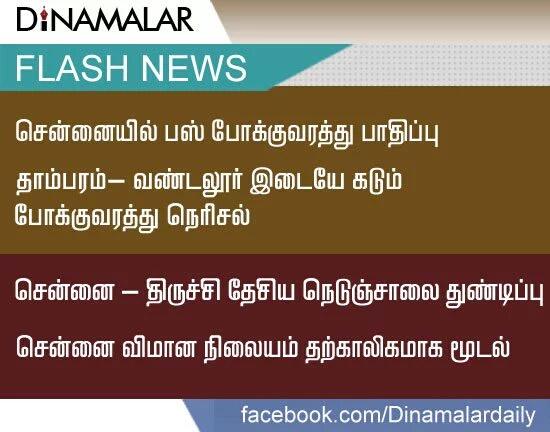 DINAMALAR
FLASH NEWS
சென்னையில் பஸ் போக்குவரத்து பாதிப்பு
தாம்பரம்– வண்டலூர் இடையே கடும்
போக்குவரத்து நெரிசல்
சென்னை – திருச்சி தேசிய நெடுஞ்சாலை துண்டிப்பு
சென்னை விமான நிலையம் தற்காலிகமாக மூடல்
facebook.com/Dinamalardaily